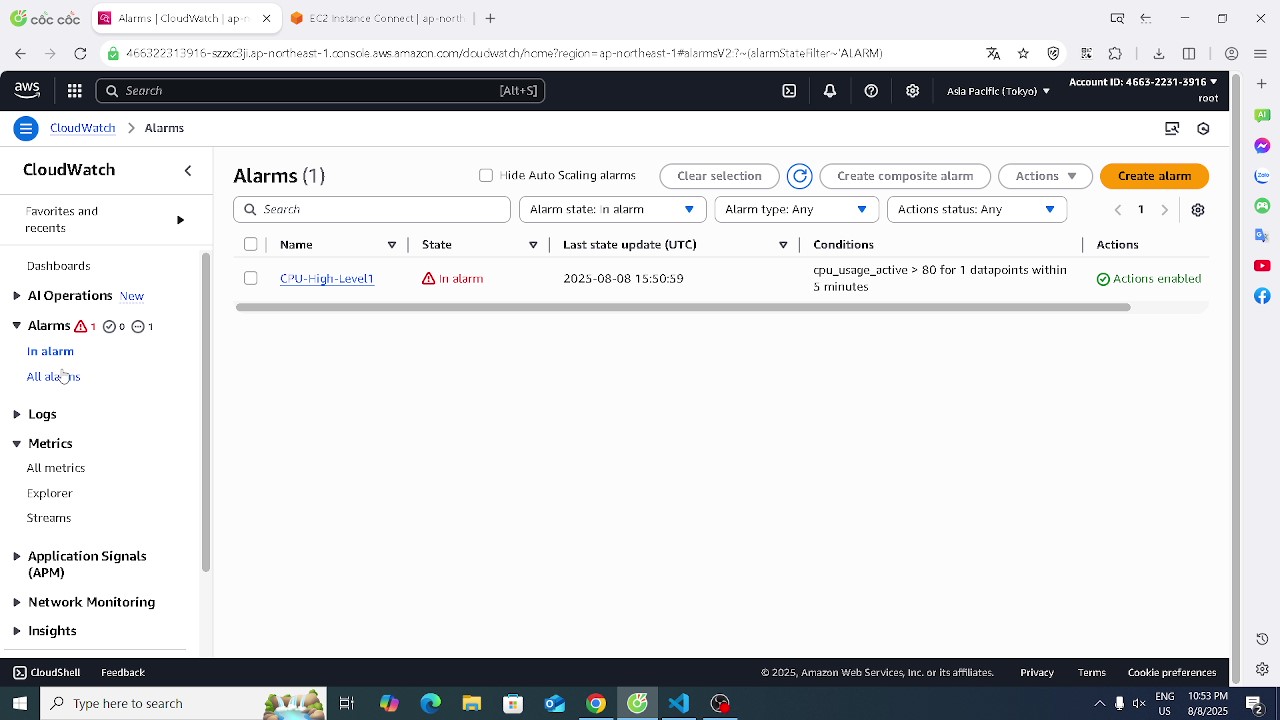 cốc cốc
Alarms | CloudWatch | ap-n
EC2 Instance Connect | ap-north
466322313916-szzxc3ji.ap-northeast-1.console.aws.amazon.com/cloudwatch/home?region=ap-northeast-1#alarmsV2:?~(alarmStateFilter~'ALARM)
aws
Search
[Alt+S]
Asia Pacific (Tokyo)
Account ID: 4663-2231-3916
root
CloudWatch
Alarms
CloudWatch
Favorites and
recents
Dashboards
AI Operations New
Alarms 1 0 1
In alarm
All alarms
Logs
Metrics
All metrics
Explorer
Streams
Application Signals
(APM)
Network Monitoring
Insights
Alarms (1)
Hide Auto Scaling alarms
Clear selection
Create composite alarm
Actions
Create alarm
Search
Alarm state: In alarm
Alarm type: Any
Actions status: Any
1
Name
State
Last state update (UTC)
Conditions
Actions
CPU-High-Level1
In alarm
2025-08-08 15:50:59
cpu_usage_active > 80 for 1 datapoints within
5 minutes
Actions enabled
CloudShell
Feedback
© 2025, Amazon Web Services, Inc. or its affiliates.
Privacy
Terms
Cookie preferences
Type here to search
ENG
US
10:53 PM
8/8/2025
2
AI
Zalo